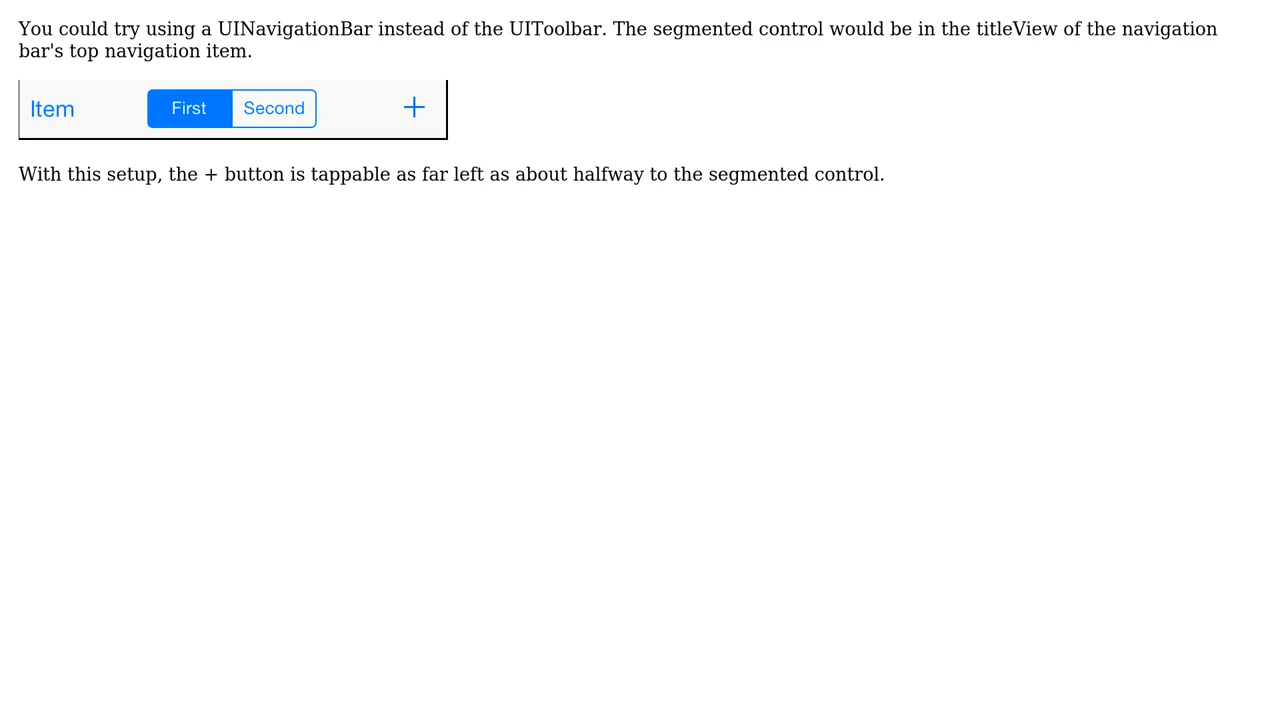 You could try using a UINavigationBar instead of the UIToolbar. The segmented control would be in the titleView of the navigation
bar's top navigation item.
Item First Second +
With this setup, the + button is tappable as far left as about halfway to the segmented control.